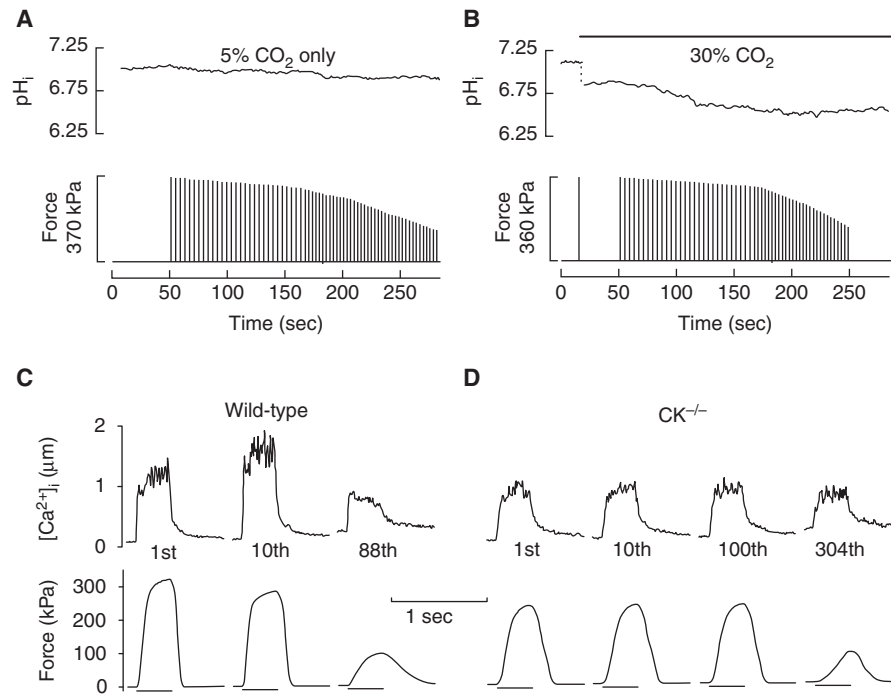 A
7.25
6.75
6.25
pHi
5% CO2 only
Force
370 kPa
0 50 100 150 200 250
Time (sec)
B
7.25
6.75
6.25
pHi
30% CO2
Force
360 kPa
0 50 100 150 200 250
Time (sec)
C
Wild-type
2
1
0
[Ca2+]i (μm)
1st 10th 88th
300
200
100
0
Force (kPa)
1 sec
D
CK−/−
1st 10th 100th 304th